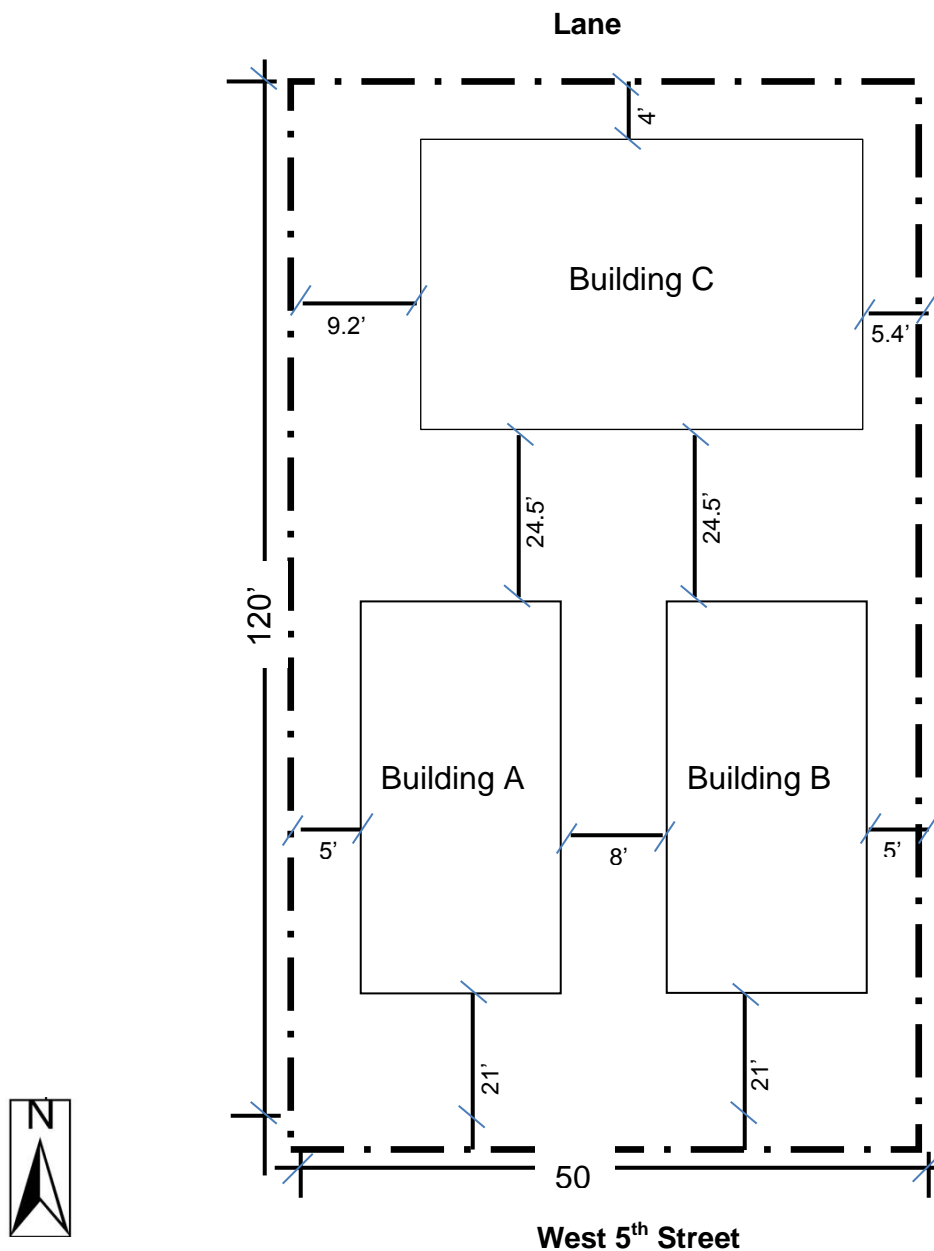 Lane
4’
Building C
9.2’
5.4’
24.5’
24.5’
120’
Building A
Building B
5’
8’
5’
21’
21’
N
50
West 5th Street